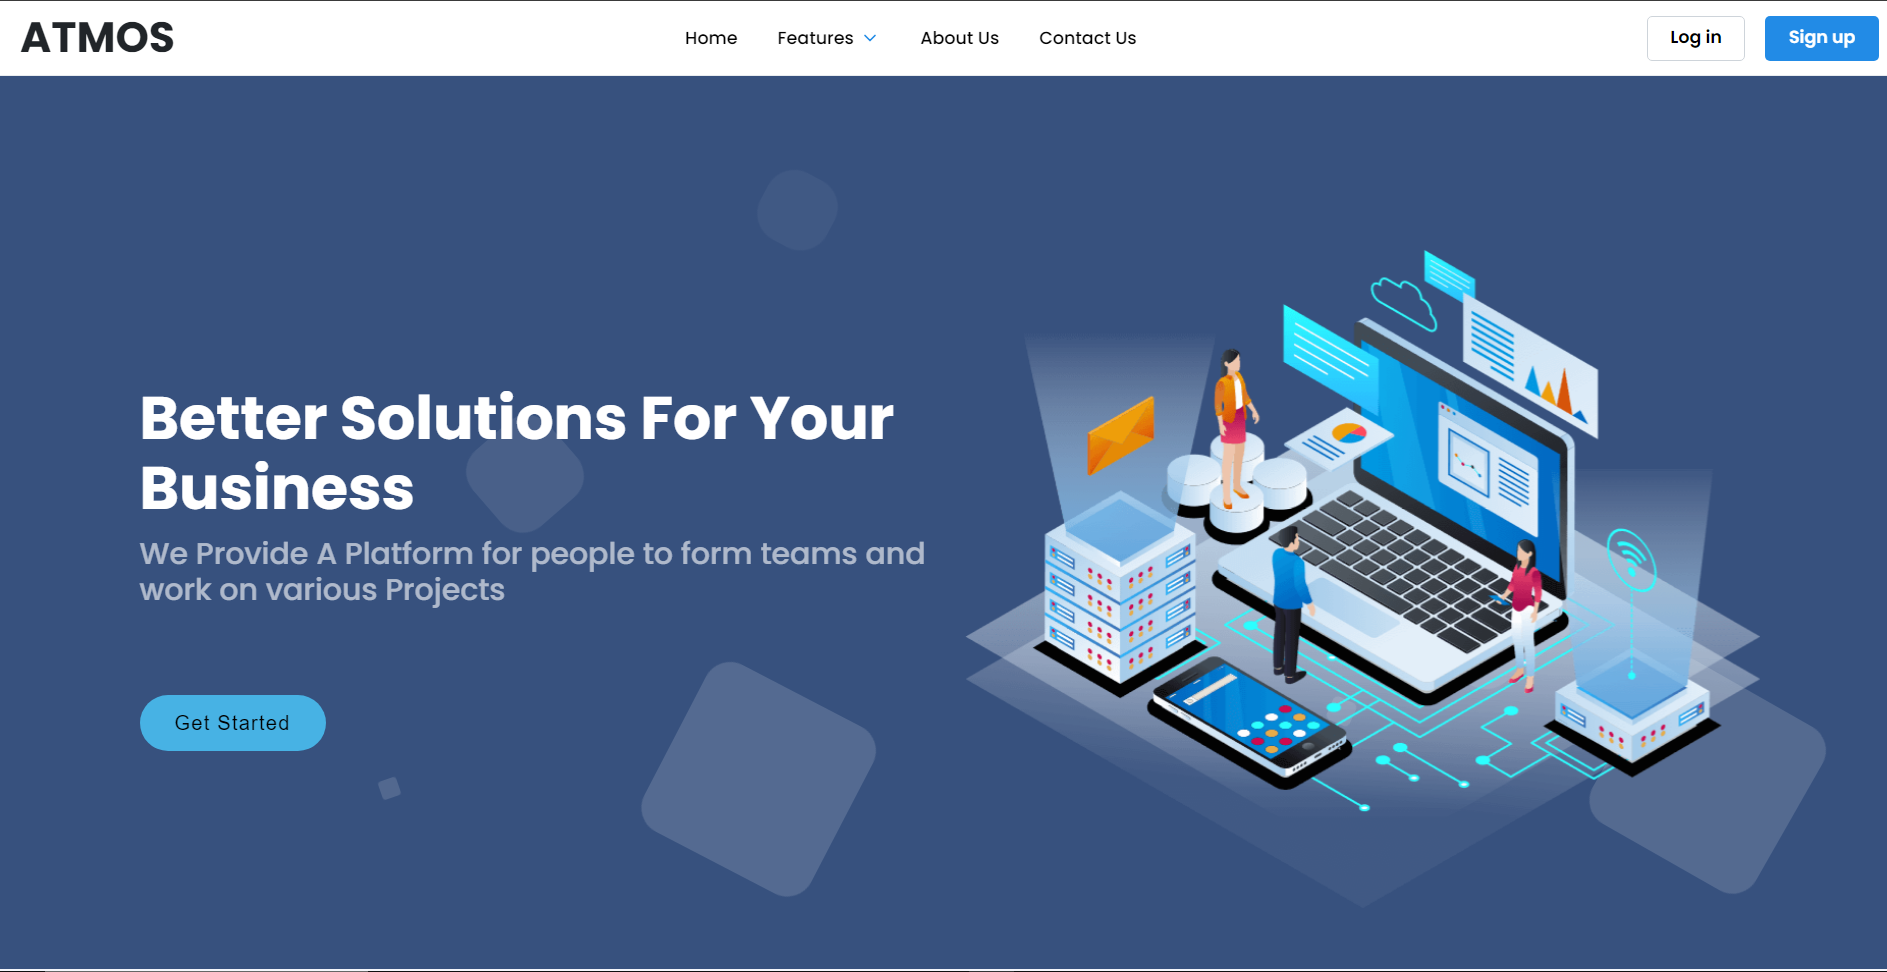 ATMOS
Home
Features
About Us
Contact Us
Log in
Sign up
Better Solutions For Your
Business
We Provide A Platform for people to form teams and
work on various Projects
Get Started